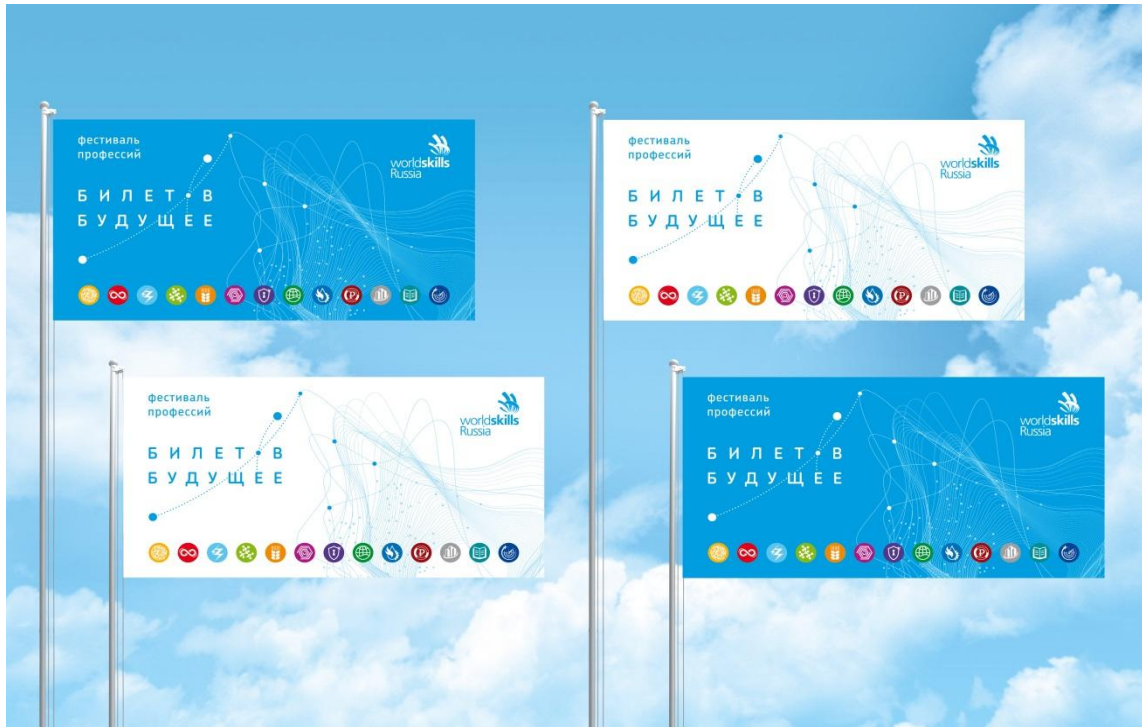 фестиваль
профессий
worldskills
Russia
БИЛЕТ В
БУДУЩЕЕ
фестиваль
профессий
worldskills
Russia
БИЛЕТ В
БУДУЩЕЕ
фестиваль
профессий
worldskills
Russia
БИЛЕТ В
БУДУЩЕЕ
фестиваль
профессий
worldskills
Russia
БИЛЕТ В
БУДУЩЕЕ